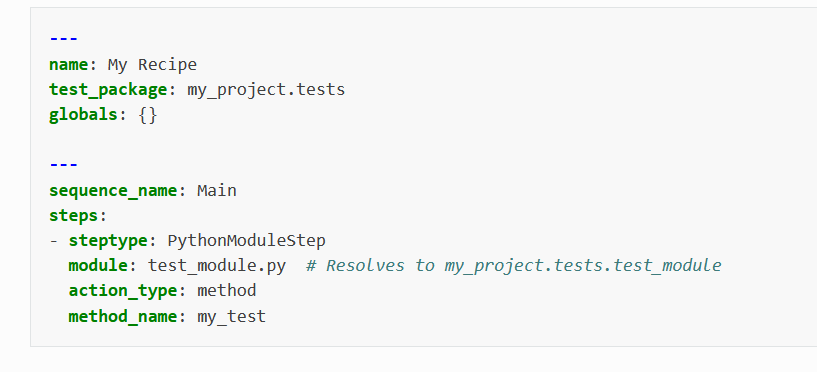 ---
name: My Recipe
test_package: my_project.tests
globals: {}
---
sequence_name: Main
steps:
- steptype: PythonModuleStep
  module: test_module.py  # Resolves to my_project.tests.test_module
  action_type: method
  method_name: my_test